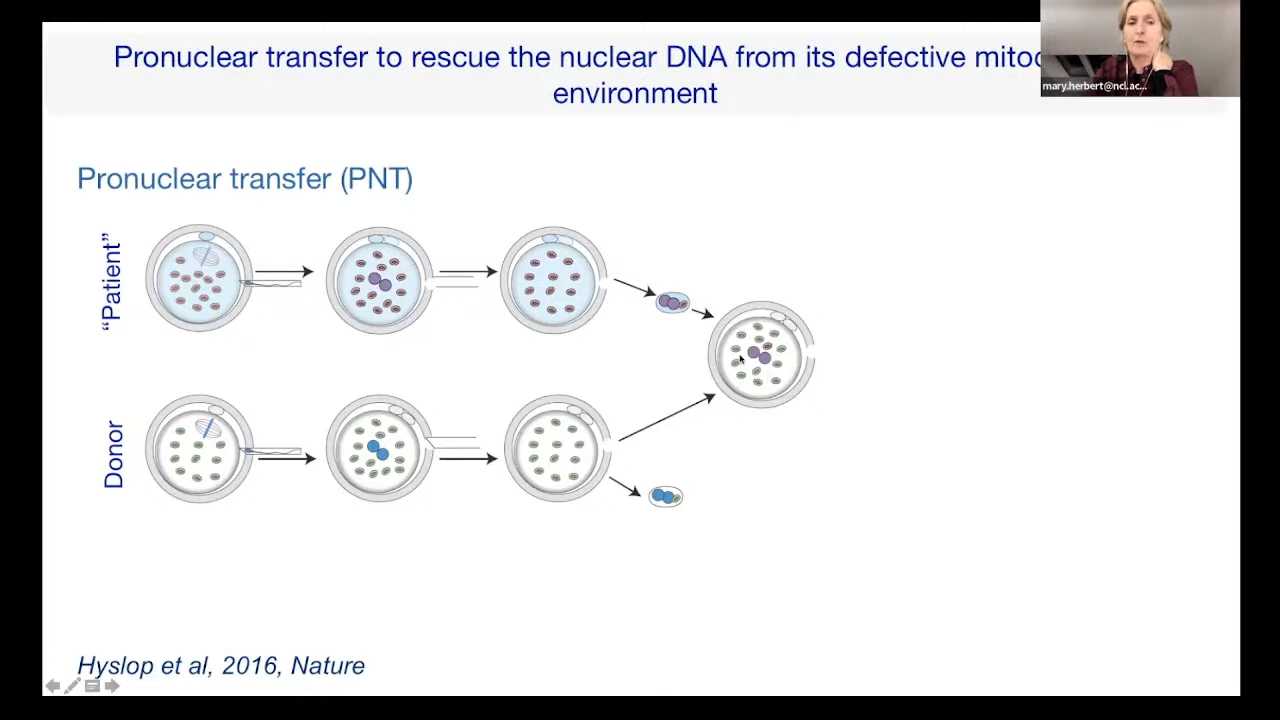 Pronuclear transfer to rescue the nuclear DNA from its defective
environment
mary.herbert@ncl.ac...
Pronuclear transfer (PNT)
“Patient”
Donor
Hyslop et al, 2016, Nature